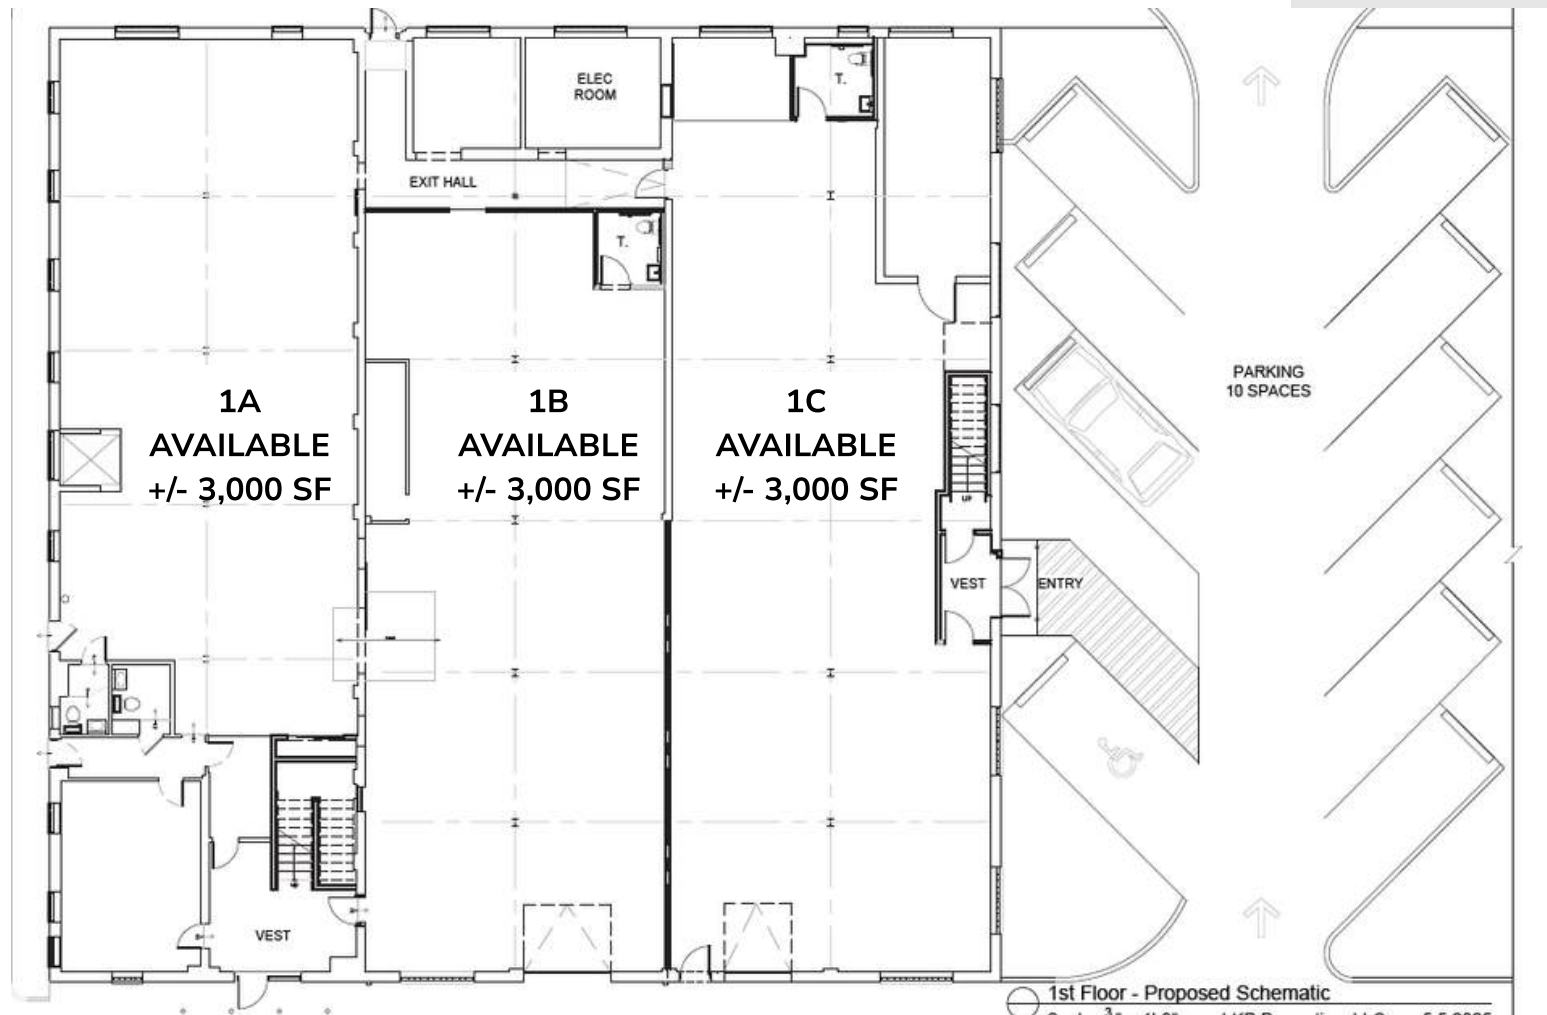 ELEC
ROOM
T.
EXIT HALL
T.
PARKING
10 SPACES
1A
AVAILABLE
+/- 3,000 SF
1B
AVAILABLE
+/- 3,000 SF
1C
AVAILABLE
+/- 3,000 SF
UP
VEST
ENTRY
VEST
1st Floor - Proposed Schematic